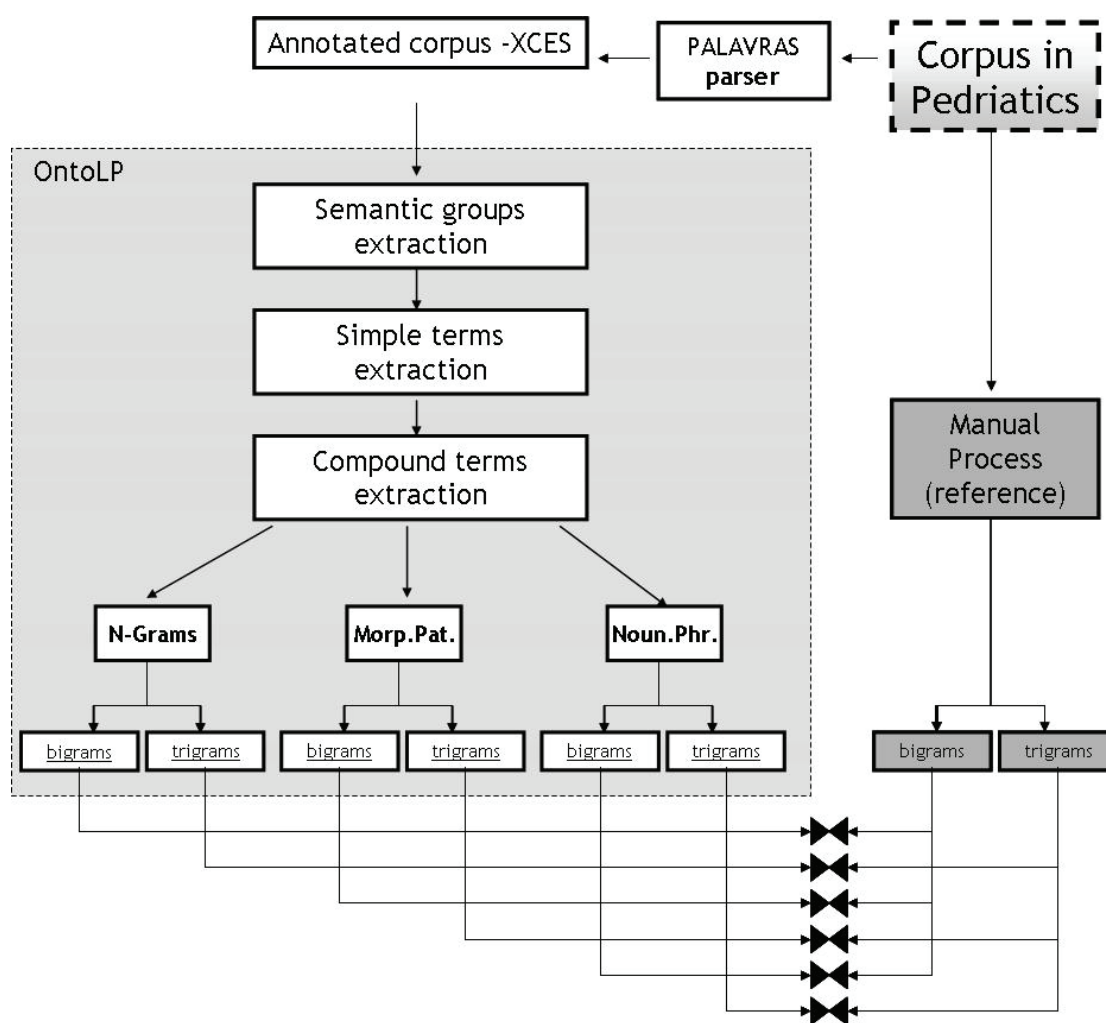 Annotated corpus -XCES
PALAVRAS
parser
Corpus in
Pedriatics
OntoLP
Semantic groups
extraction
Simple terms
extraction
Compound terms
extraction
Manual
Process
(reference)
N-Grams
Morp.Pat.
Noun.Phr.
bigrams
trigrams
bigrams
trigrams
bigrams
trigrams
bigrams
trigrams